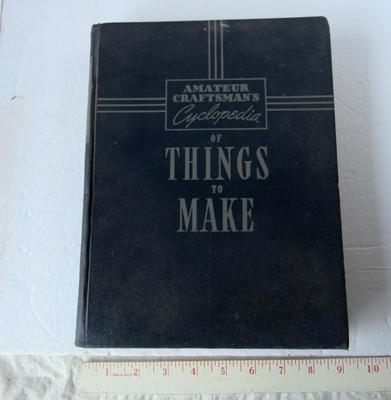 AMATEUR
CRAFTSMAN'S
Cyclopedia
OF
THINGS
TO
MAKE
1 2 3 4 5 6 7 8 9 10